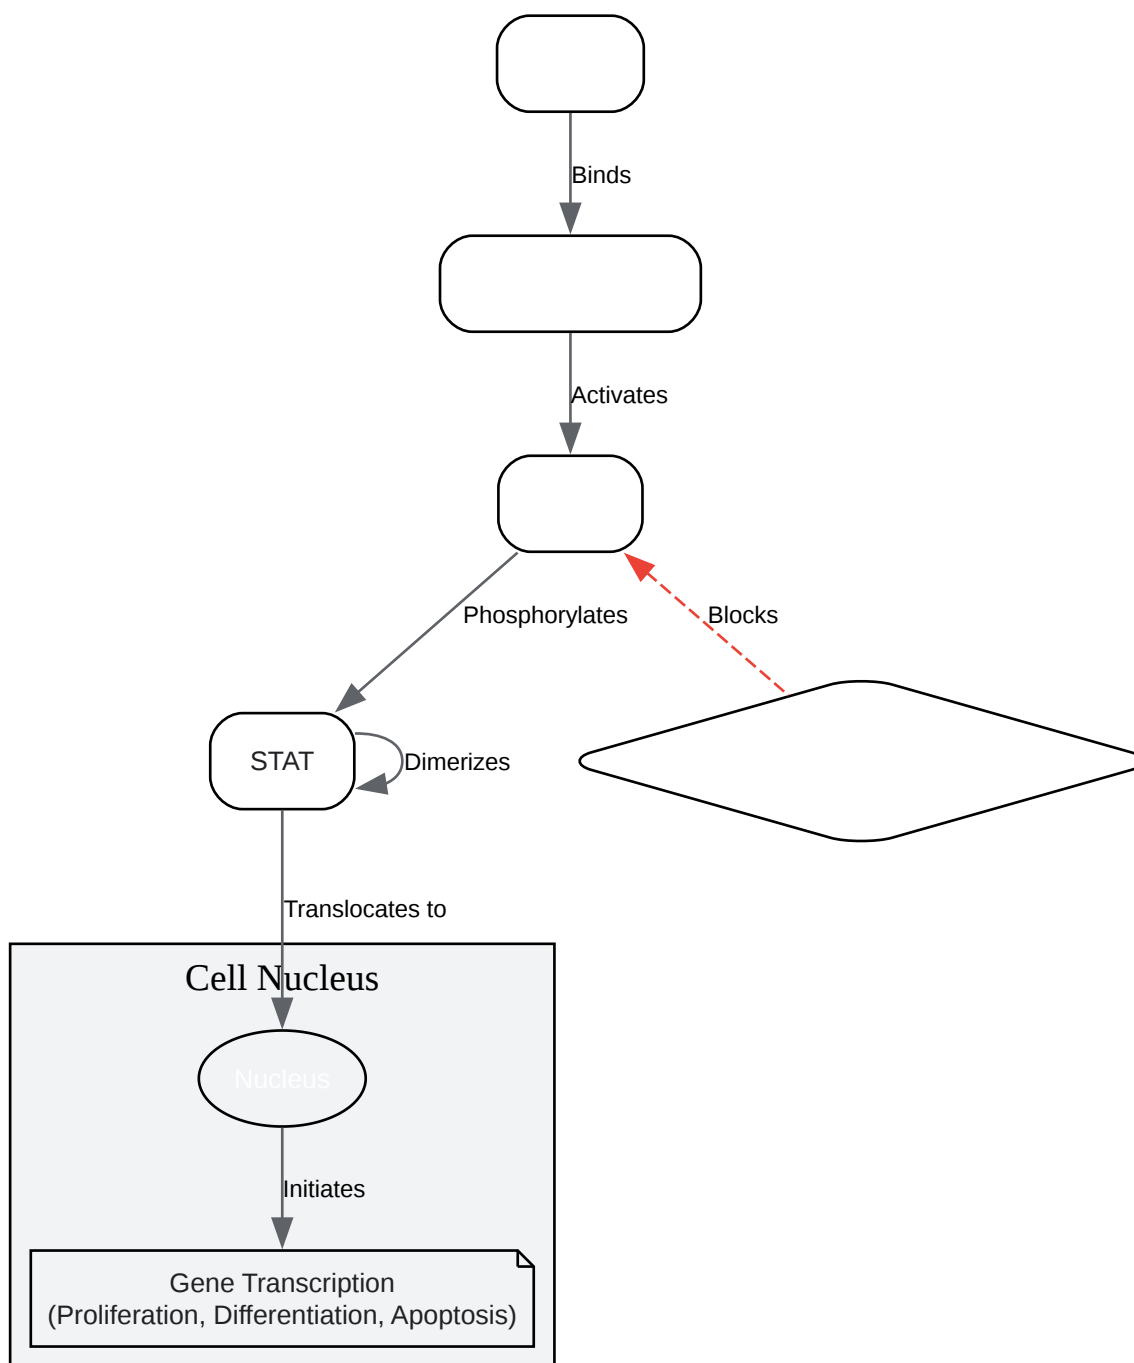 Binds
Activates
Phosphorylates
Blocks
STAT
Dimerizes
Translocates to
Cell Nucleus
Nucleus
Initiates
Gene Transcription
(Proliferation, Differentiation, Apoptosis)